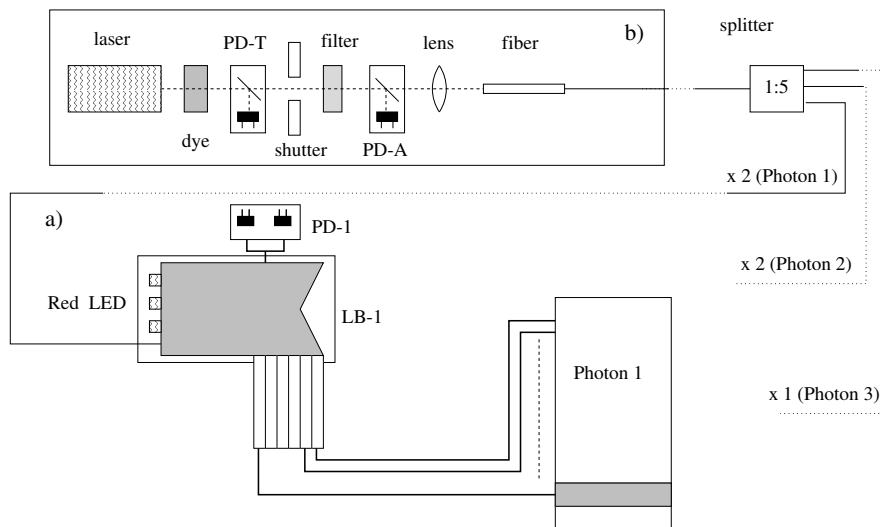 laser
PD-T
filter
lens
fiber
b)
splitter
1:5
dye
shutter
PD-A
x 2 (Photon 1)
a)
PD-1
x 2 (Photon 2)
Red LED
LB-1
Photon 1
x 1 (Photon 3)